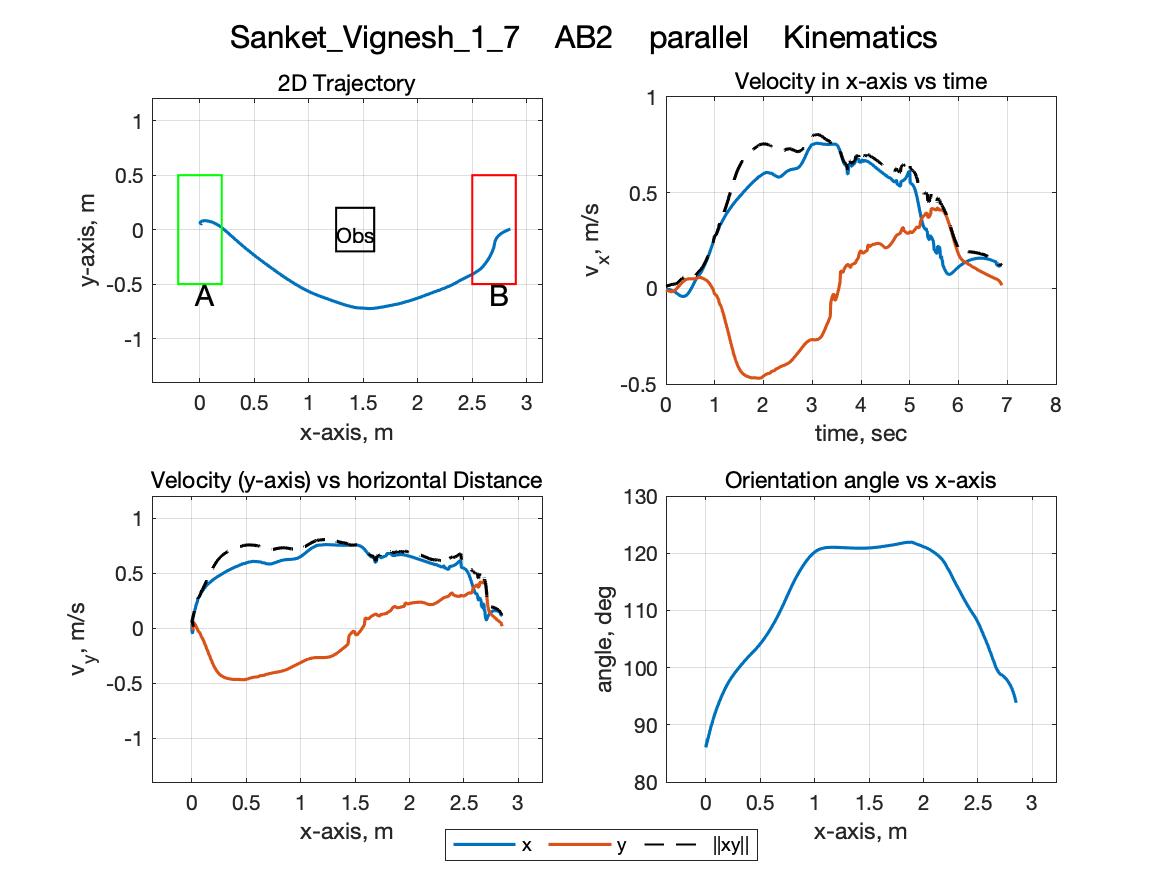 Sanket_Vignesh_1_7 AB2 parallel Kinematics
2D Trajectory
1
0.5
0
-0.5
-1
y-axis, m
Obs
A
B
0 0.5 1 1.5 2 2.5 3
x-axis, m
Velocity in x-axis vs time
1
0.5
0
-0.5
v_x, m/s
0 1 2 3 4 5 6 7 8
time, sec
Velocity (y-axis) vs horizontal Distance
1
0.5
0
-0.5
-1
v_y, m/s
0 0.5 1 1.5 2 2.5 3
x-axis, m
Orientation angle vs x-axis
130
120
110
100
90
80
angle, deg
0 0.5 1 1.5 2 2.5 3
x-axis, m
x y ||xy||